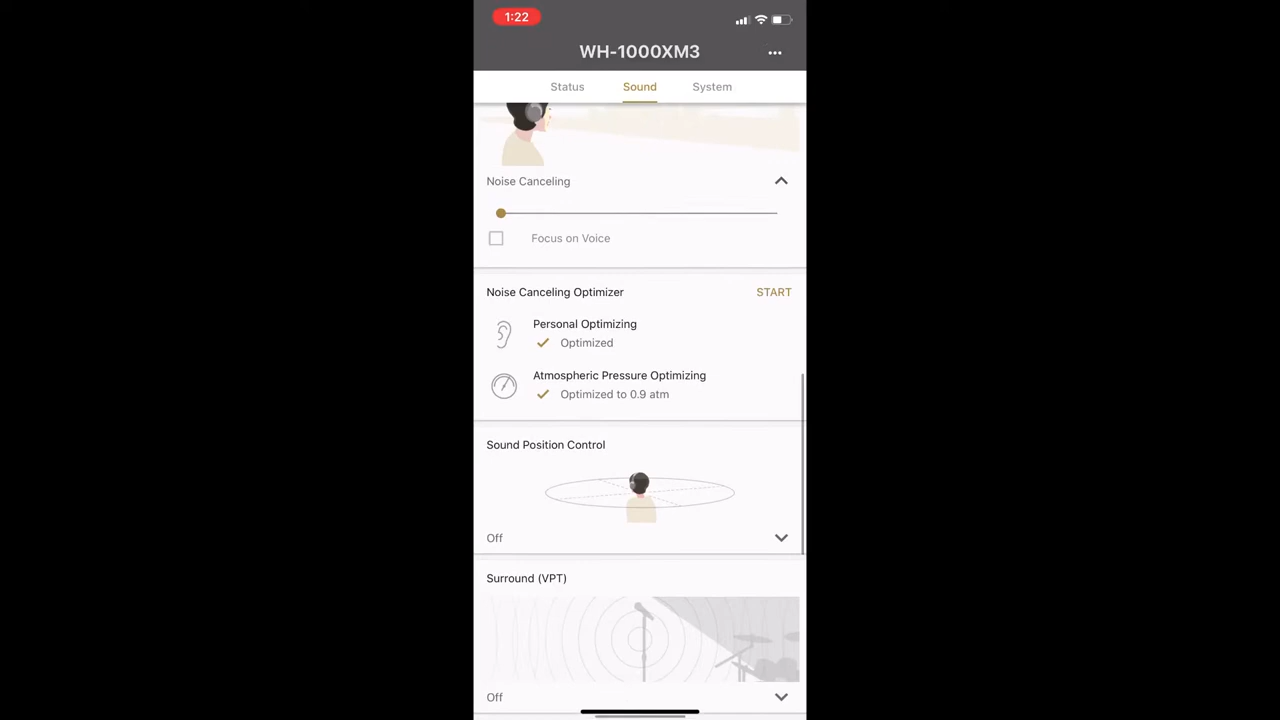 1:22
WH-1000XM3
Status Sound System
Noise Canceling
Focus on Voice
Noise Canceling Optimizer START
Personal Optimizing
Optimized
Atmospheric Pressure Optimizing
Optimized to 0.9 atm
Sound Position Control
Off
Surround (VPT)
Off